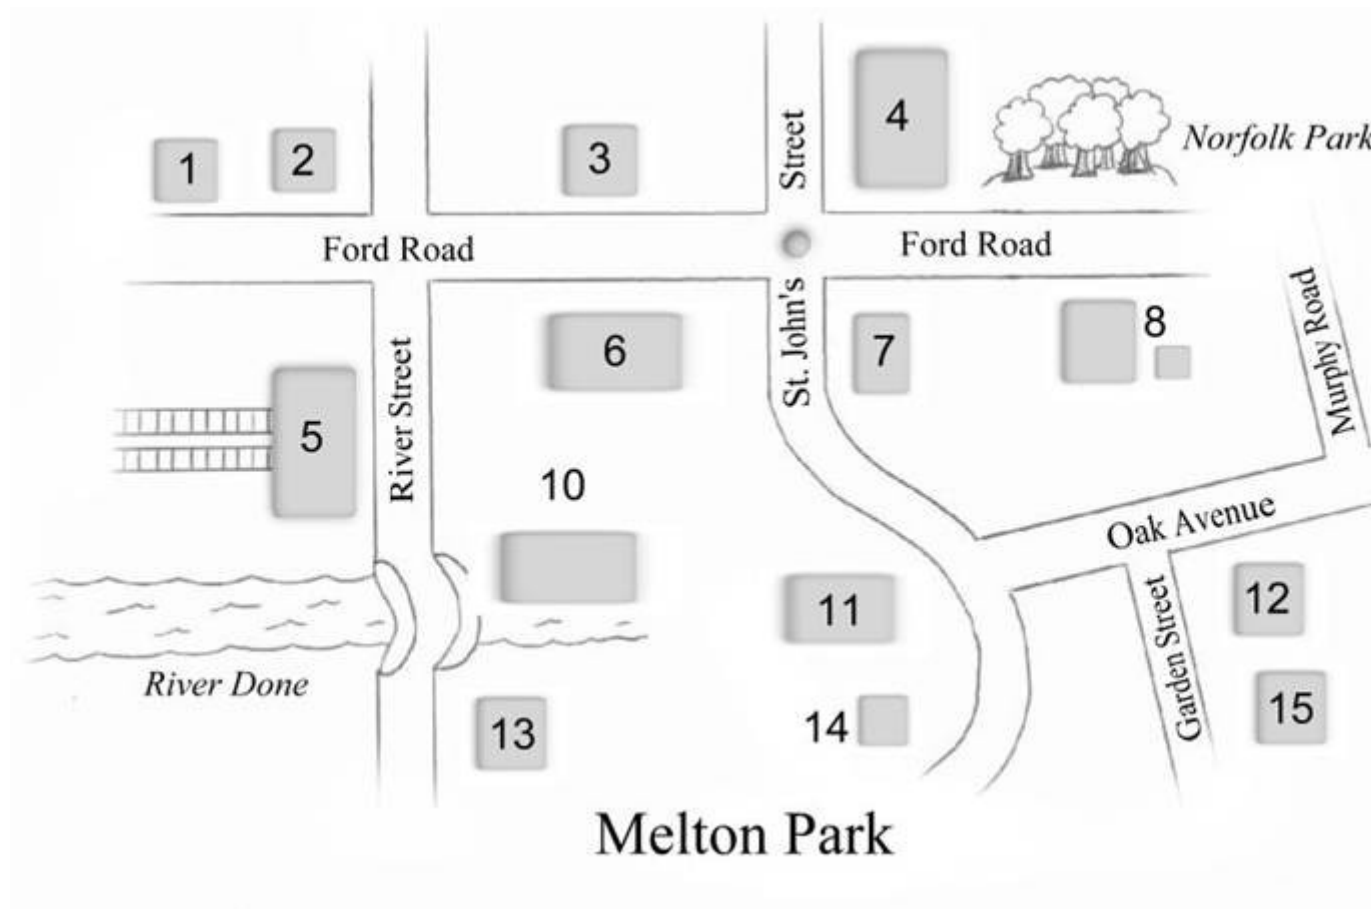 Street
4
Norfolk Park
1
2
3
Ford Road
Ford Road
St. John's
Murphy Road
River Street
6
7
8
5
10
Oak Avenue
11
12
Garden Street
River Done
13
14
15
Melton Park